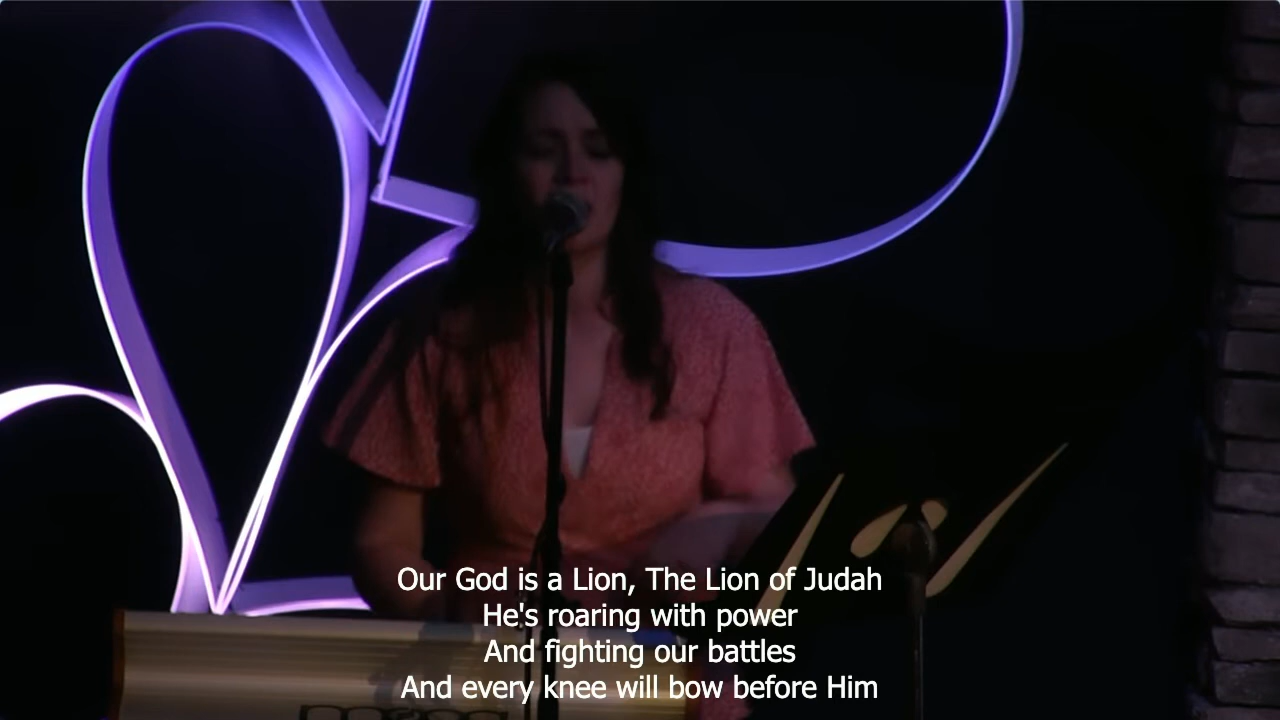 Our God is a Lion, The Lion of Judah
He's roaring with power
And fighting our battles
And every knee will bow before Him